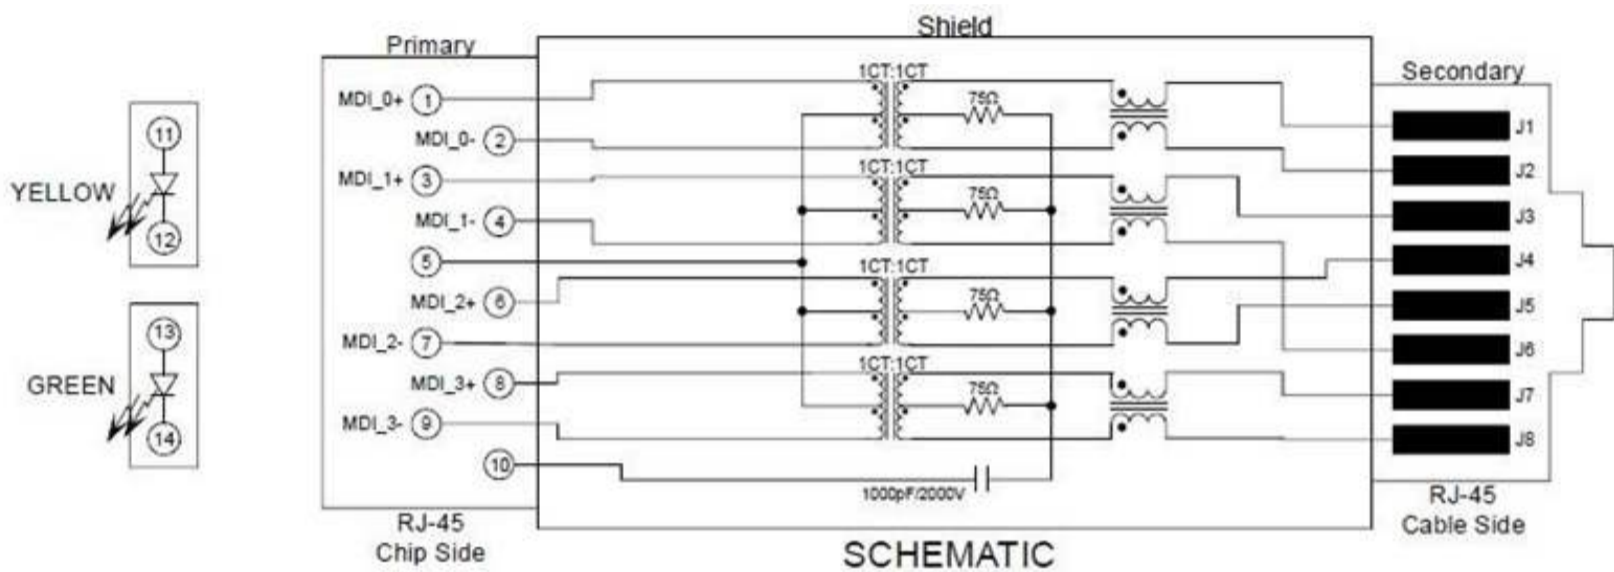 Shield
Primary
Secondary
1CT:1CT
MDI_0+ 1
75Ω
J1
11
MDI_0- 2
J2
YELLOW
1CT:1CT
MDI_1+ 3
75Ω
J3
12
MDI_1- 4
J4
5
1CT:1CT
MDI_2+ 6
75Ω
J5
13
MDI_2- 7
J6
GREEN
1CT:1CT
MDI_3+ 8
75Ω
J7
14
MDI_3- 9
J8
10
1000pF/2000V
RJ-45
Chip Side
RJ-45
Cable Side
SCHEMATIC